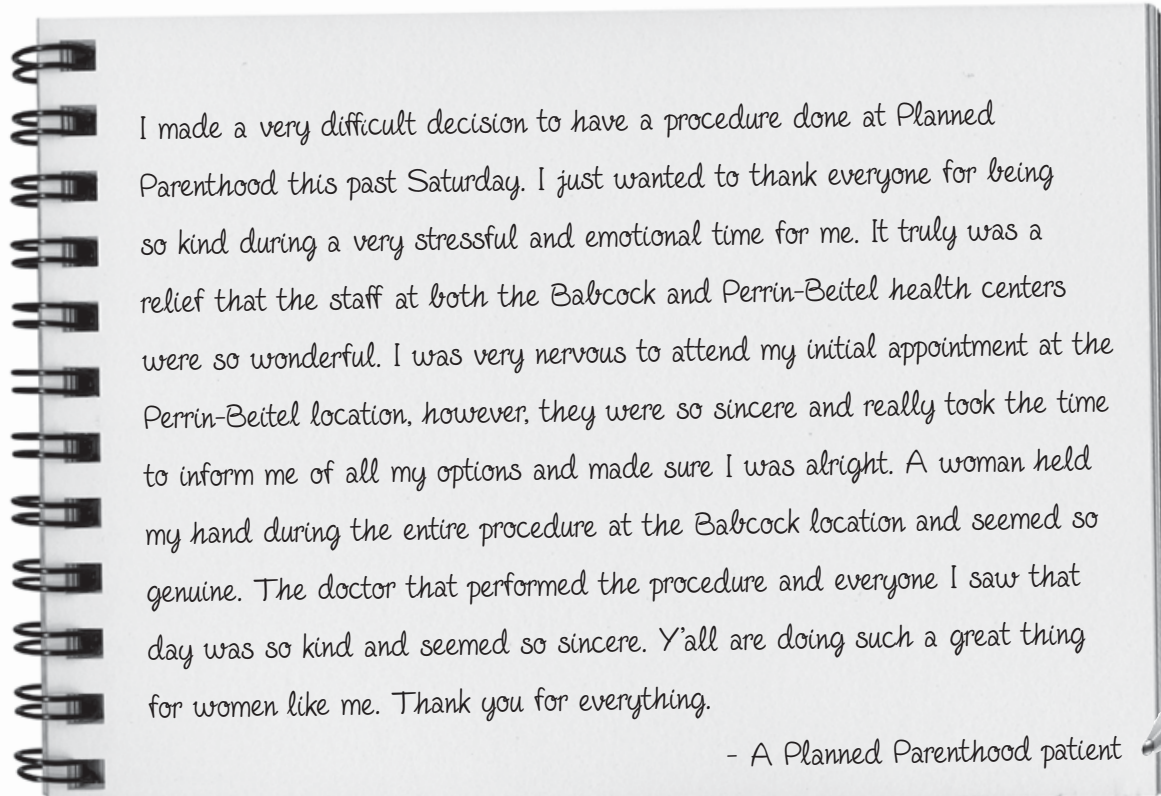 I made a very difficult decision to have a procedure done at Planned
Parenthood this past Saturday. I just wanted to thank everyone for being
so kind during a very stressful and emotional time for me. It truly was a
relief that the staff at both the Babcock and Perrin-Beitel health centers
were so wonderful. I was very nervous to attend my initial appointment at the
Perrin-Beitel location, however, they were so sincere and really took the time
to inform me of all my options and made sure I was alright. A woman held
my hand during the entire procedure at the Babcock location and seemed so
genuine. The doctor that performed the procedure and everyone I saw that
day was so kind and seemed so sincere. Y'all are doing such a great thing
for women like me. Thank you for everything.
- A Planned Parenthood patient